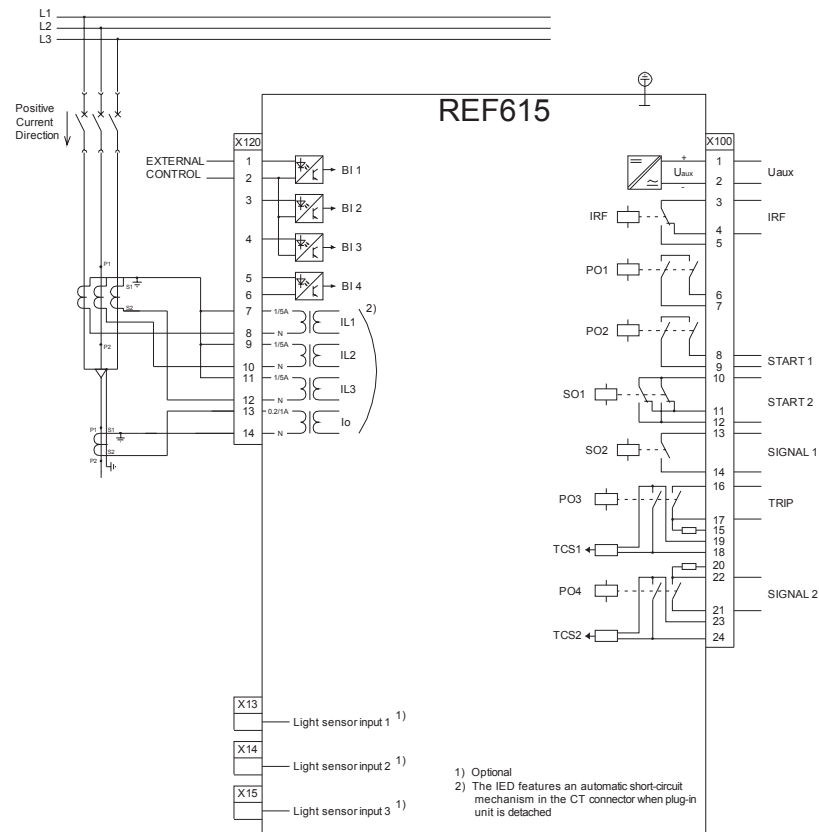 L1
L2
L3
REF615
Positive
Current
Direction
X120
X100
EXTERNAL
CONTROL
1
2
3
4
5
6
7
8
9
10
11
12
13
14
BI 1
BI 2
BI 3
BI 4
1/5A
N
1/5A
N
1/5A
N
0.2/1A
N
IL1
IL2
IL3
Io
2)
P1
S1
S2
P2
P1
S1
S2
P2
+
Uaux
-
IRF
PO1
PO2
SO1
SO2
PO3
TCS1
PO4
TCS2
1
2
3
4
5
6
7
8
9
10
11
12
13
14
16
17
15
19
18
20
22
21
23
24
Uaux
IRF
START 1
START 2
SIGNAL 1
TRIP
SIGNAL 2
X13
Light sensor input 1 1)
X14
Light sensor input 2 1)
X15
Light sensor input 3 1)
1) Optional
2) The IED features an automatic short-circuit
mechanism in the CT connector when plug-in
unit is detached